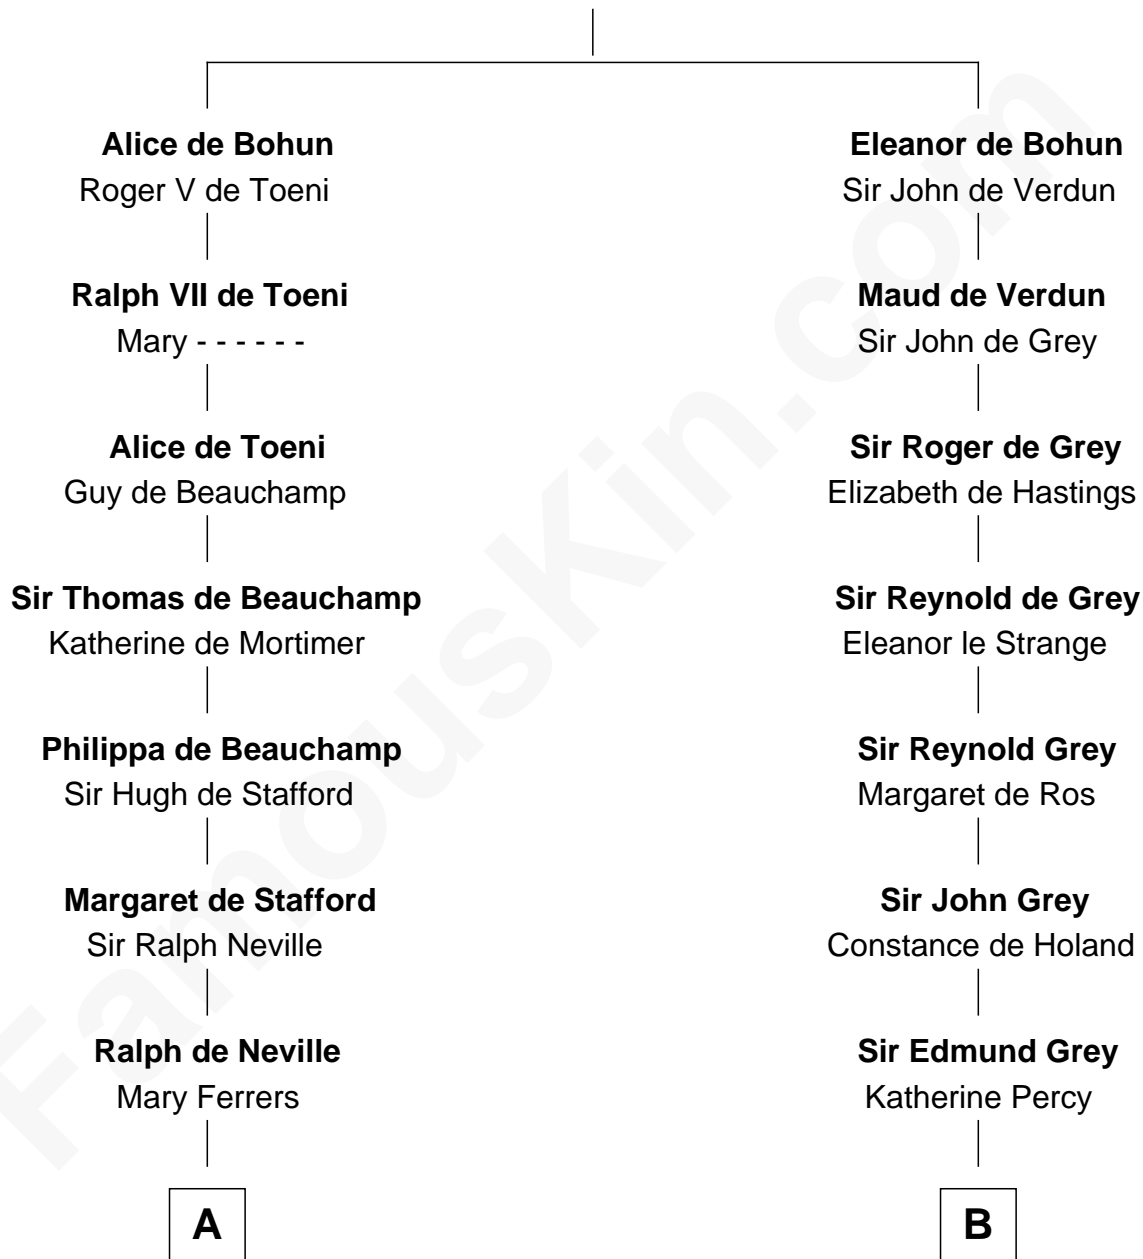 Alice de Bohun
Roger V de Toeni
Ralph VII de Toeni
Mary - - - - - -
Alice de Toeni
Guy de Beauchamp
Sir Thomas de Beauchamp
Katherine de Mortimer
Philippa de Beauchamp
Sir Hugh de Stafford
Margaret de Stafford
Sir Ralph Neville
Ralph de Neville
Mary Ferrers
A
Eleanor de Bohun
Sir John de Verdun
Maud de Verdun
Sir John de Grey
Sir Roger de Grey
Elizabeth de Hastings
Sir Reynold de Grey
Eleanor le Strange
Sir Reynold Grey
Margaret de Ros
Sir John Grey
Constance de Holand
Sir Edmund Grey
Katherine Percy
B
FamousKin.com